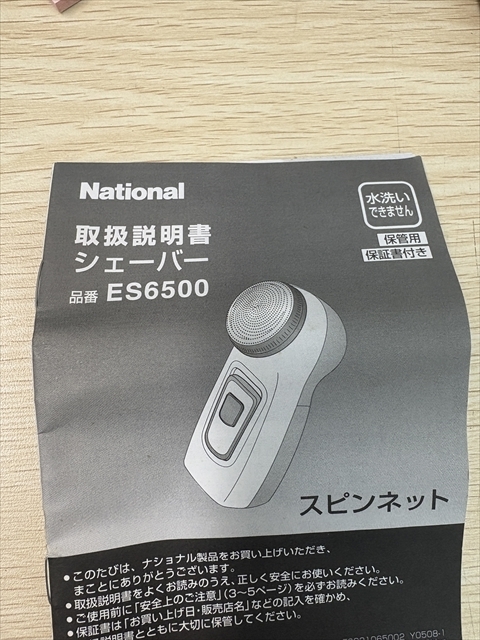 National
水洗い
できません
取扱説明書
保管用
シェーバー
保証書付き
品番 ES6500
スピンネット
●このたびは、ナショナル製品をお買い上げいただき、
まことにありがとうございます。
●取扱説明書をよくお読みのうえ、正しく安全にお使いください。
●ご使用前に「安全上のご注意」(3~5ページ)を必ずお読みください。
●保証書は「お買い上げ日・販売店名」などの記入を確かめ、
説明書とともに大切に保管してください。
Y0508-1